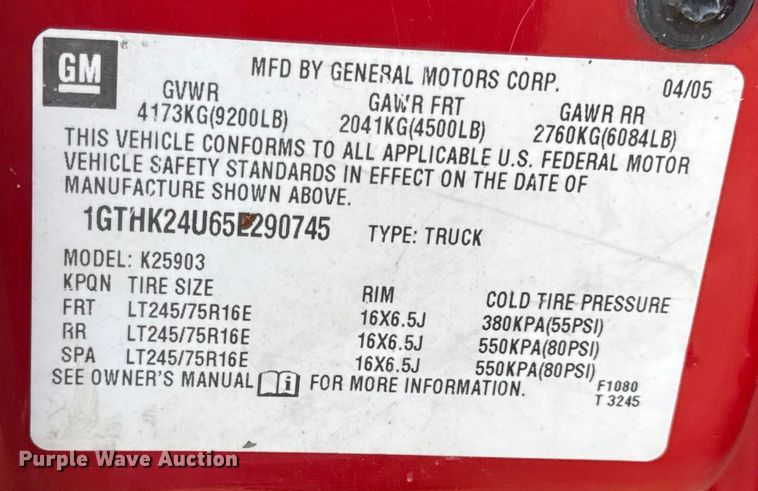 GM
MFD BY GENERAL MOTORS CORP. 04/05
GVWR GAWR FRT GAWR RR
4173KG(9200LB) 2041KG(4500LB) 2760KG(6084LB)
THIS VEHICLE CONFORMS TO ALL APPLICABLE U.S. FEDERAL MOTOR
VEHICLE SAFETY STANDARDS IN EFFECT ON THE DATE OF
MANUFACTURE SHOWN ABOVE.
1GTHK24U65E290745 TYPE: TRUCK
MODEL: K25903
KPQN TIRE SIZE RIM COLD TIRE PRESSURE
FRT LT245/75R16E 16X6.5J 380KPA(55PSI)
RR LT245/75R16E 16X6.5J 550KPA(80PSI)
SPA LT245/75R16E 16X6.5J 550KPA(80PSI)
SEE OWNER'S MANUAL FOR MORE INFORMATION. F1080
T 3245
Purple Wave Auction